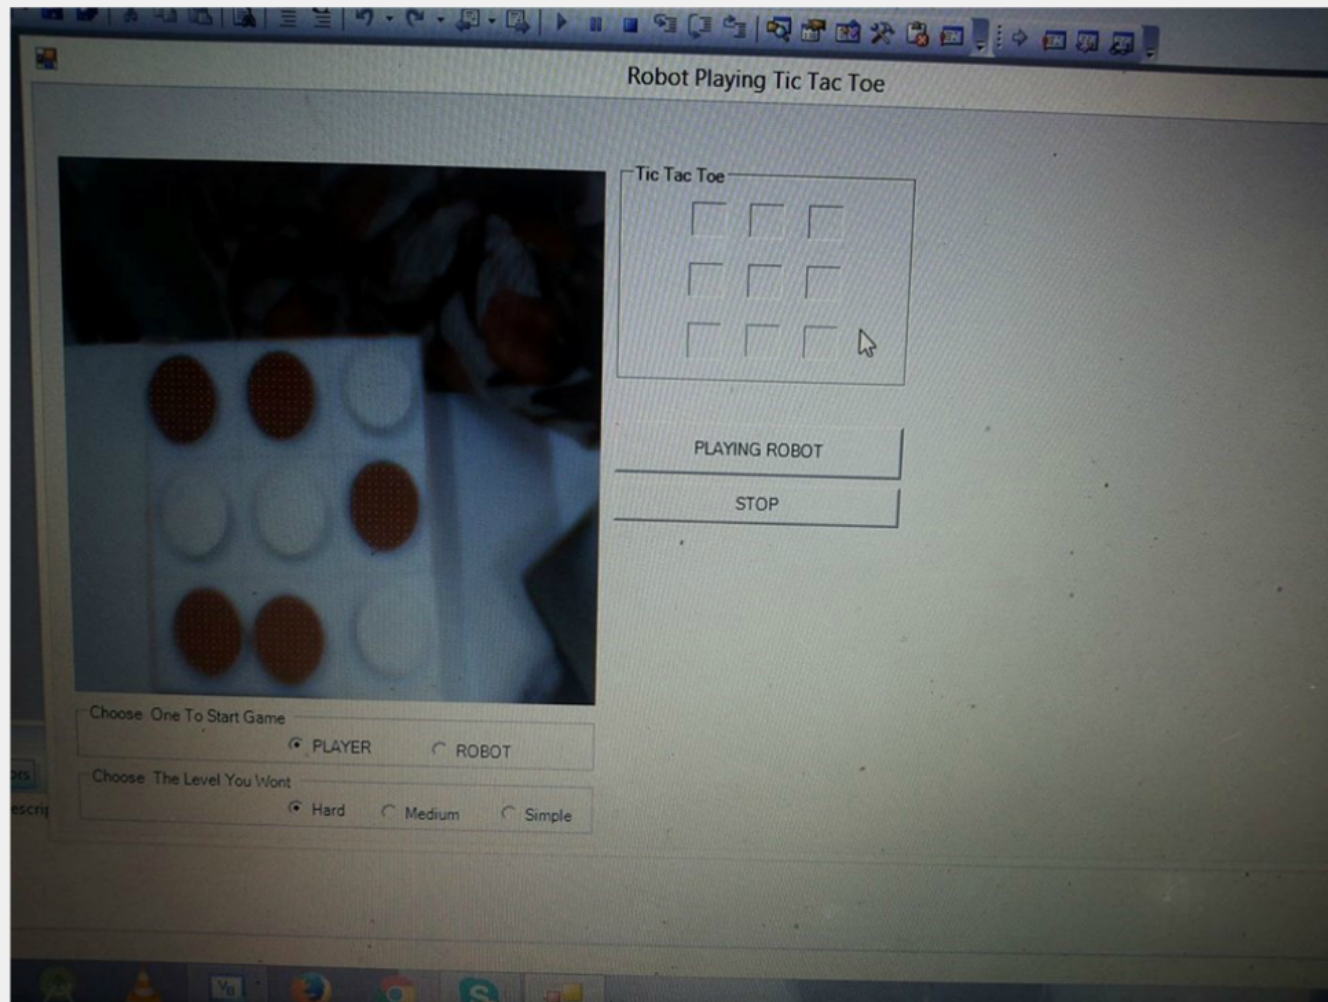 Robot Playing Tic Tac Toe
Tic Tac Toe
PLAYING ROBOT
STOP
Choose One To Start Game
PLAYER ROBOT
Choose The Level You Wont
Hard Medium Simple